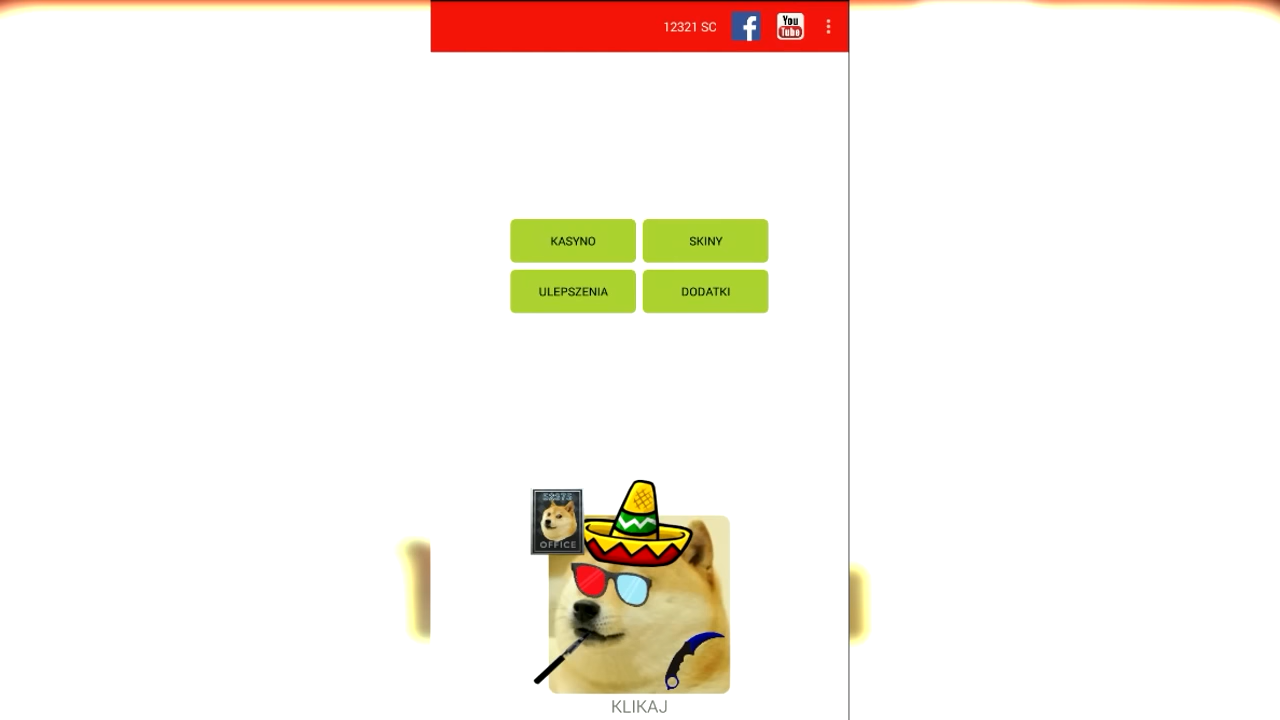 12321 SC
f
You
Tube
KASYNO
SKINY
ULEPSZENIA
DODATKI
OFFICE
KLIKAJ